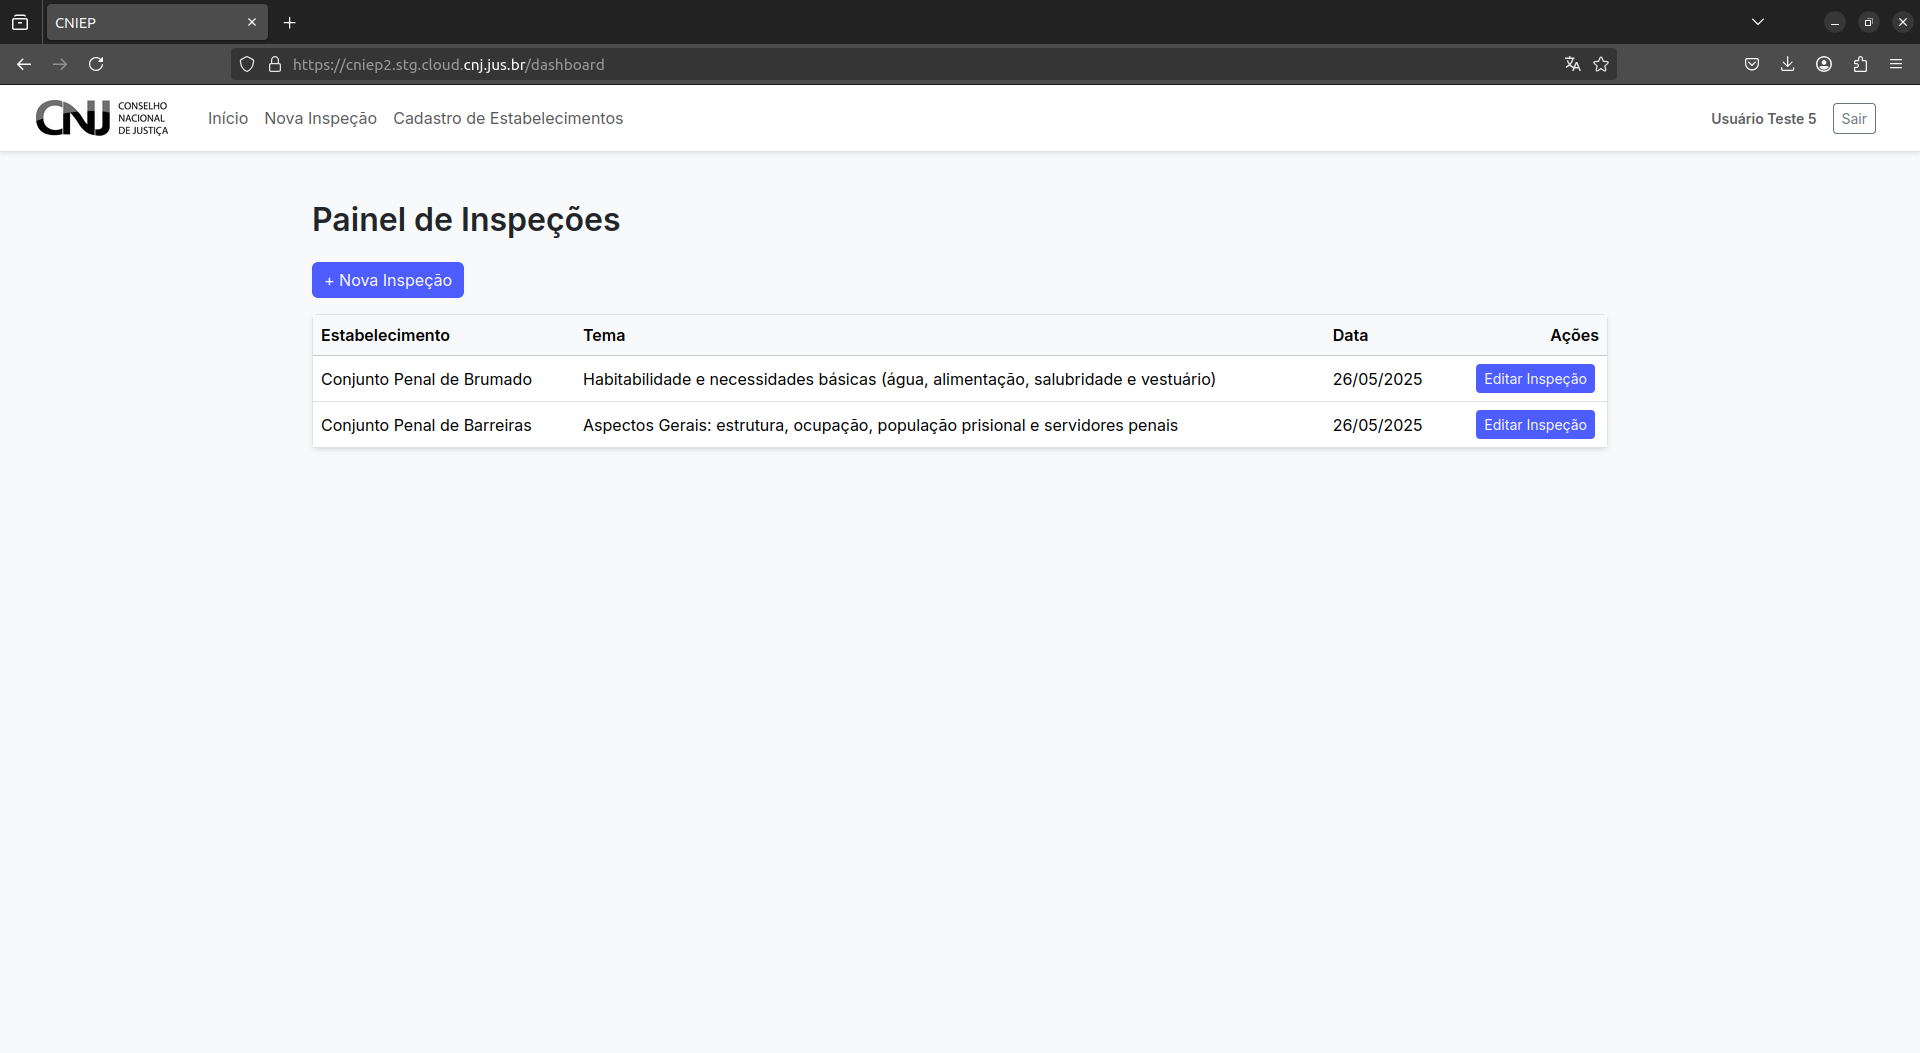 CNIEP
https://cniep2.stg.cloud.cnj.jus.br/dashboard
CNJ CONSELHO NACIONAL DE JUSTIÇA
Início Nova Inspeção Cadastro de Estabelecimentos Usuário Teste 5 Sair
Painel de Inspeções
+ Nova Inspeção
Estabelecimento Tema Data Ações
Conjunto Penal de Brumado Habitabilidade e necessidades básicas (água, alimentação, salubridade e vestuário) 26/05/2025 Editar Inspeção
Conjunto Penal de Barreiras Aspectos Gerais: estrutura, ocupação, população prisional e servidores penais 26/05/2025 Editar Inspeção